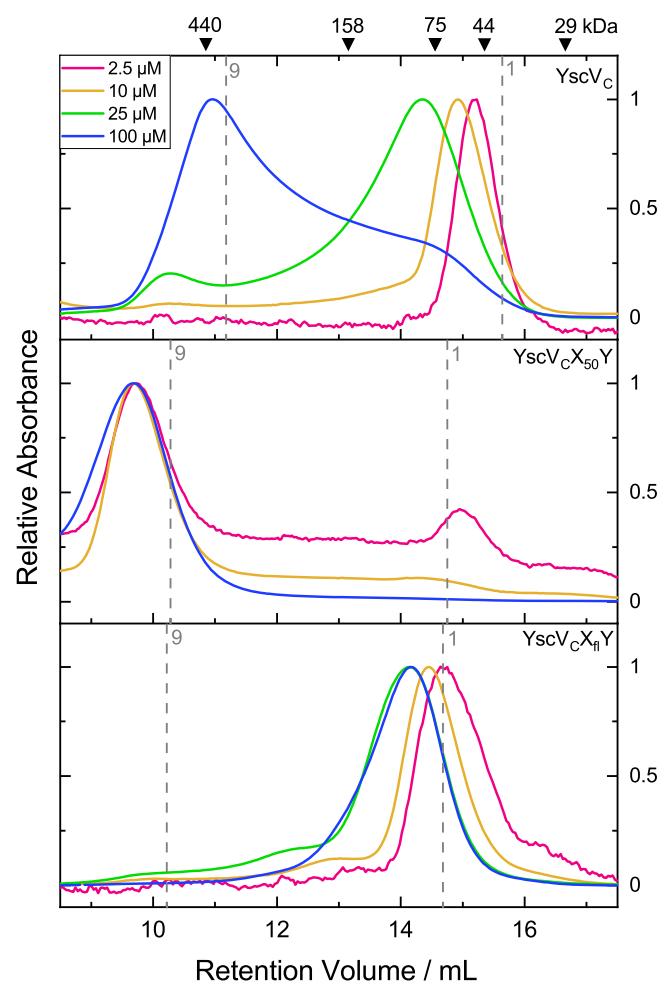 440 158 75 44 29 kDa
2.5 µM
10 µM
25 µM
100 µM
9
1
YscV_C
1
0.5
0
9
1
YscV_CX_50Y
1
0.5
0
9
1
YscV_CX_flY
1
0.5
0
Relative Absorbance
10 12 14 16
Retention Volume / mL